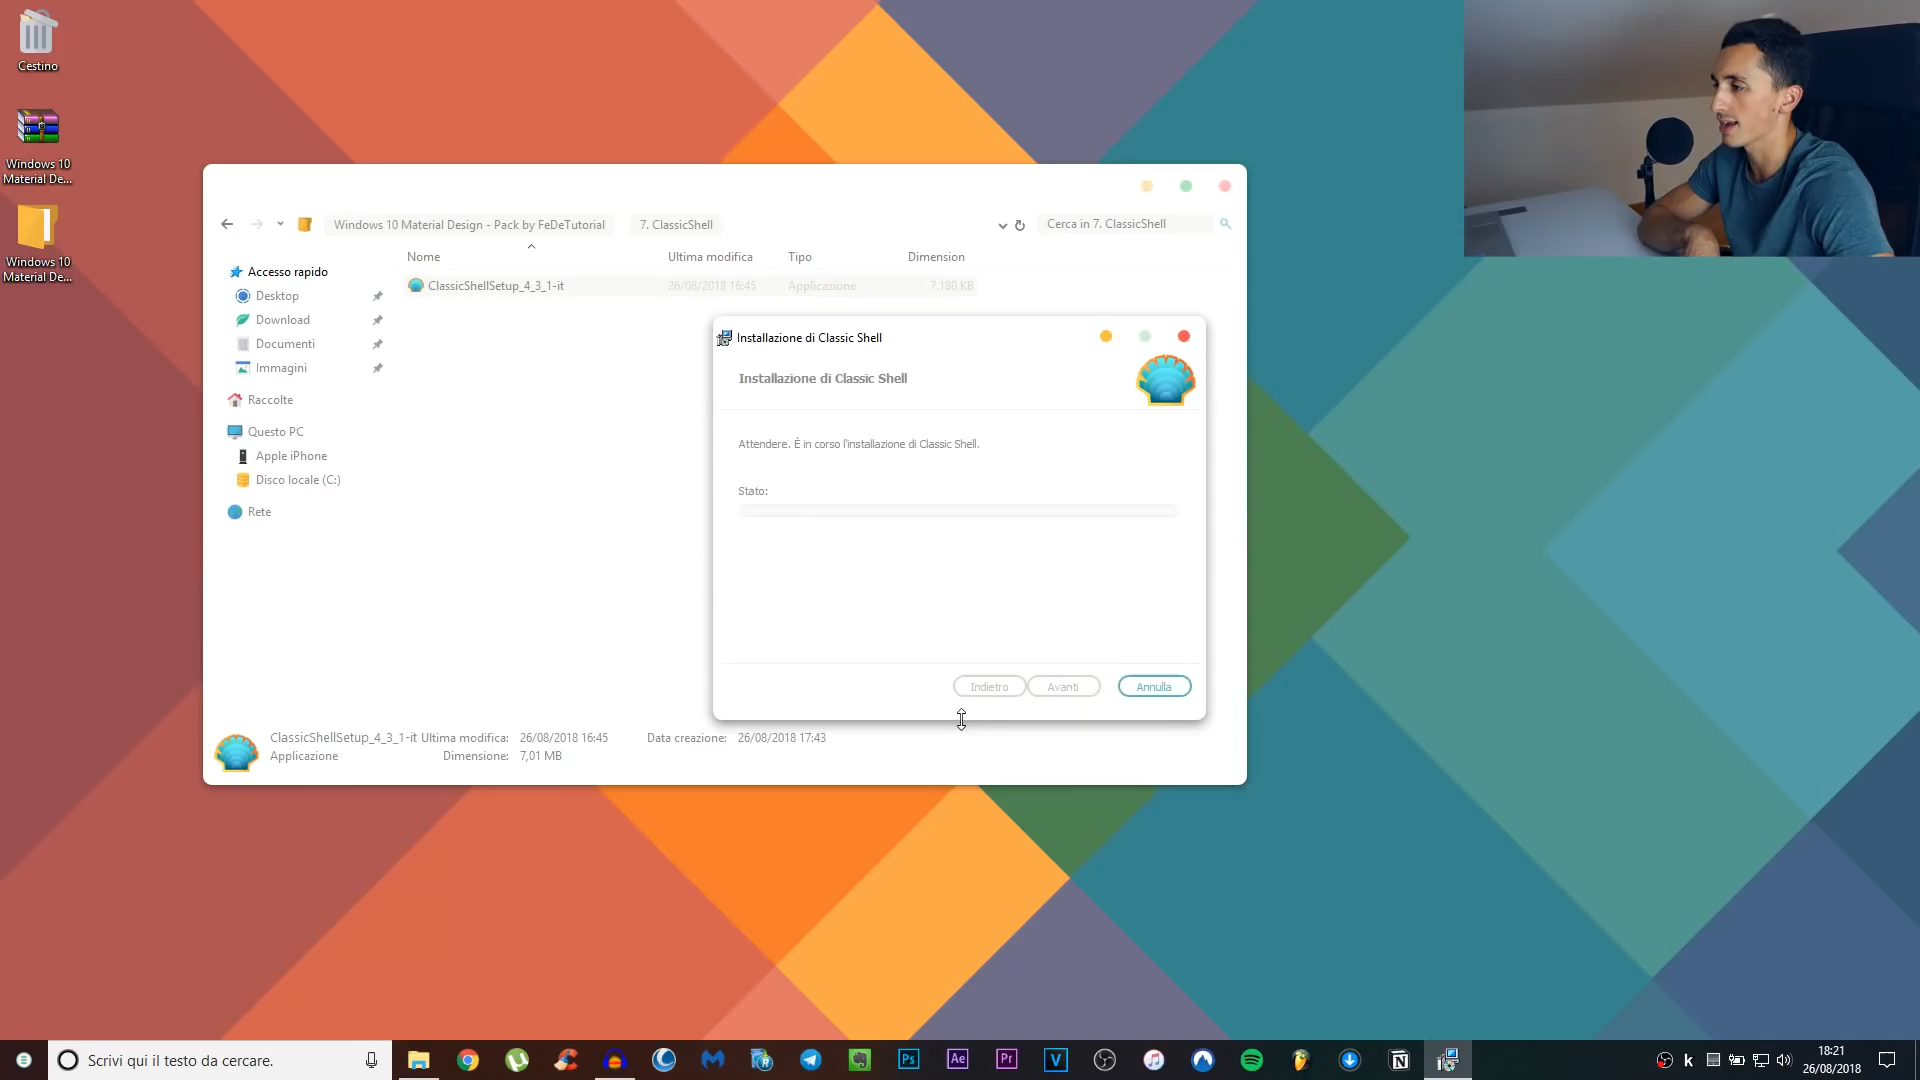 Cestino
Windows 10
Material De...
Windows 10
Material De...
Windows 10 Material Design - Pack by FeDeTutorial
7. ClassicShell
Cerca in 7. ClassicShell
Nome
Ultima modifica
Tipo
Dimension
ClassicShellSetup_4_3_1-it
26/08/2018 16:45
Applicazione
7.180 KB
Accesso rapido
Desktop
Download
Documenti
Immagini
Raccolte
Questo PC
Apple iPhone
Disco locale (C:)
Rete
Installazione di Classic Shell
Installazione di Classic Shell
Attendere. È in corso l'installazione di Classic Shell.
Stato:
Indietro
Avanti
Annulla
ClassicShellSetup_4_3_1-it Ultima modifica: 26/08/2018 16:45 Data creazione: 26/08/2018 17:43
Applicazione Dimensione: 7,01 MB
Scrivi qui il testo da cercare.
Ps
Ae
Pr
V
N
k
18:21
26/08/2018